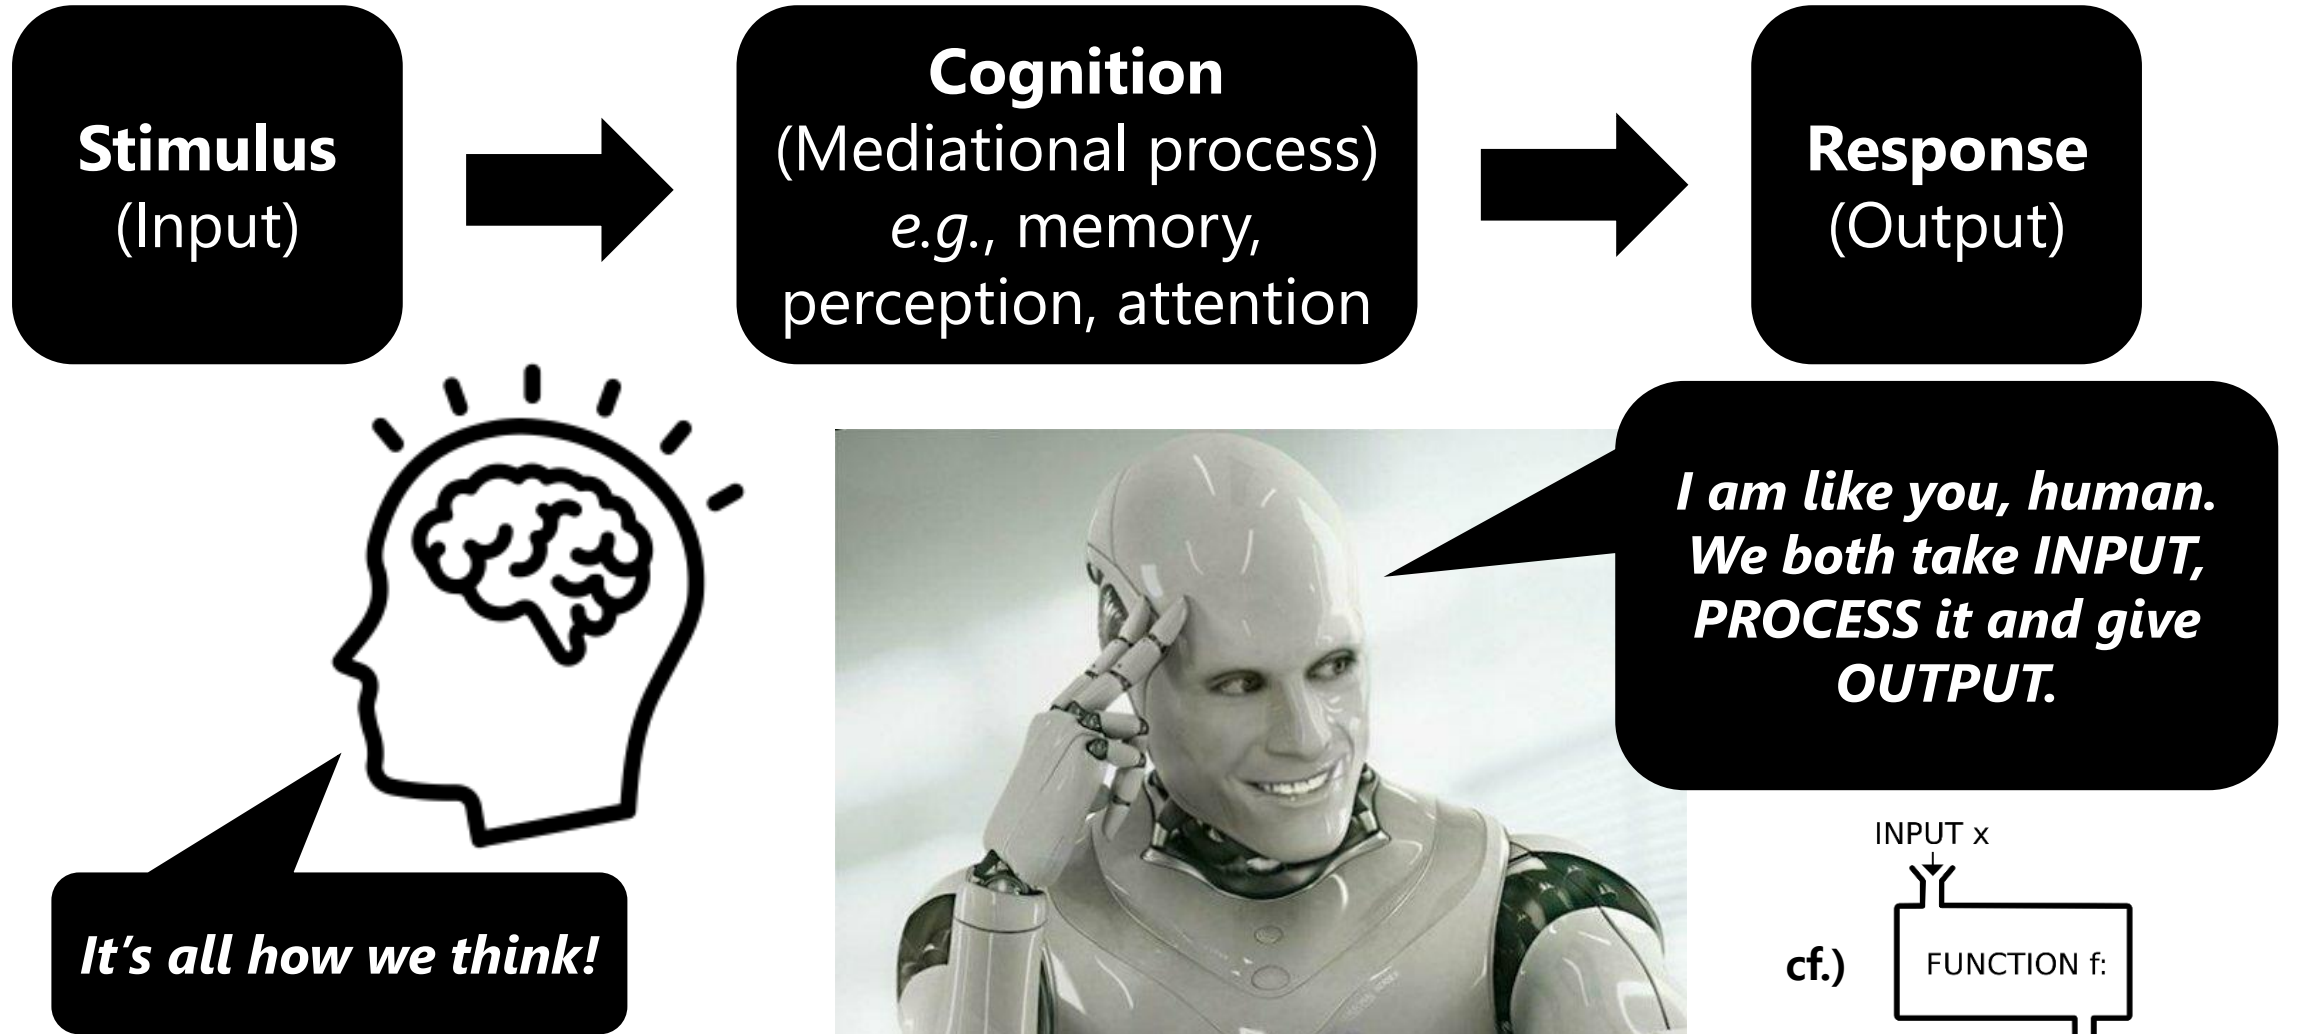 Stimulus
(Input)
Cognition
(Mediational process)
e.g., memory,
perception, attention
Response
(Output)
I am like you, human.
We both take INPUT,
PROCESS it and give
OUTPUT.
It's all how we think!
cf.)
INPUT x
FUNCTION f: